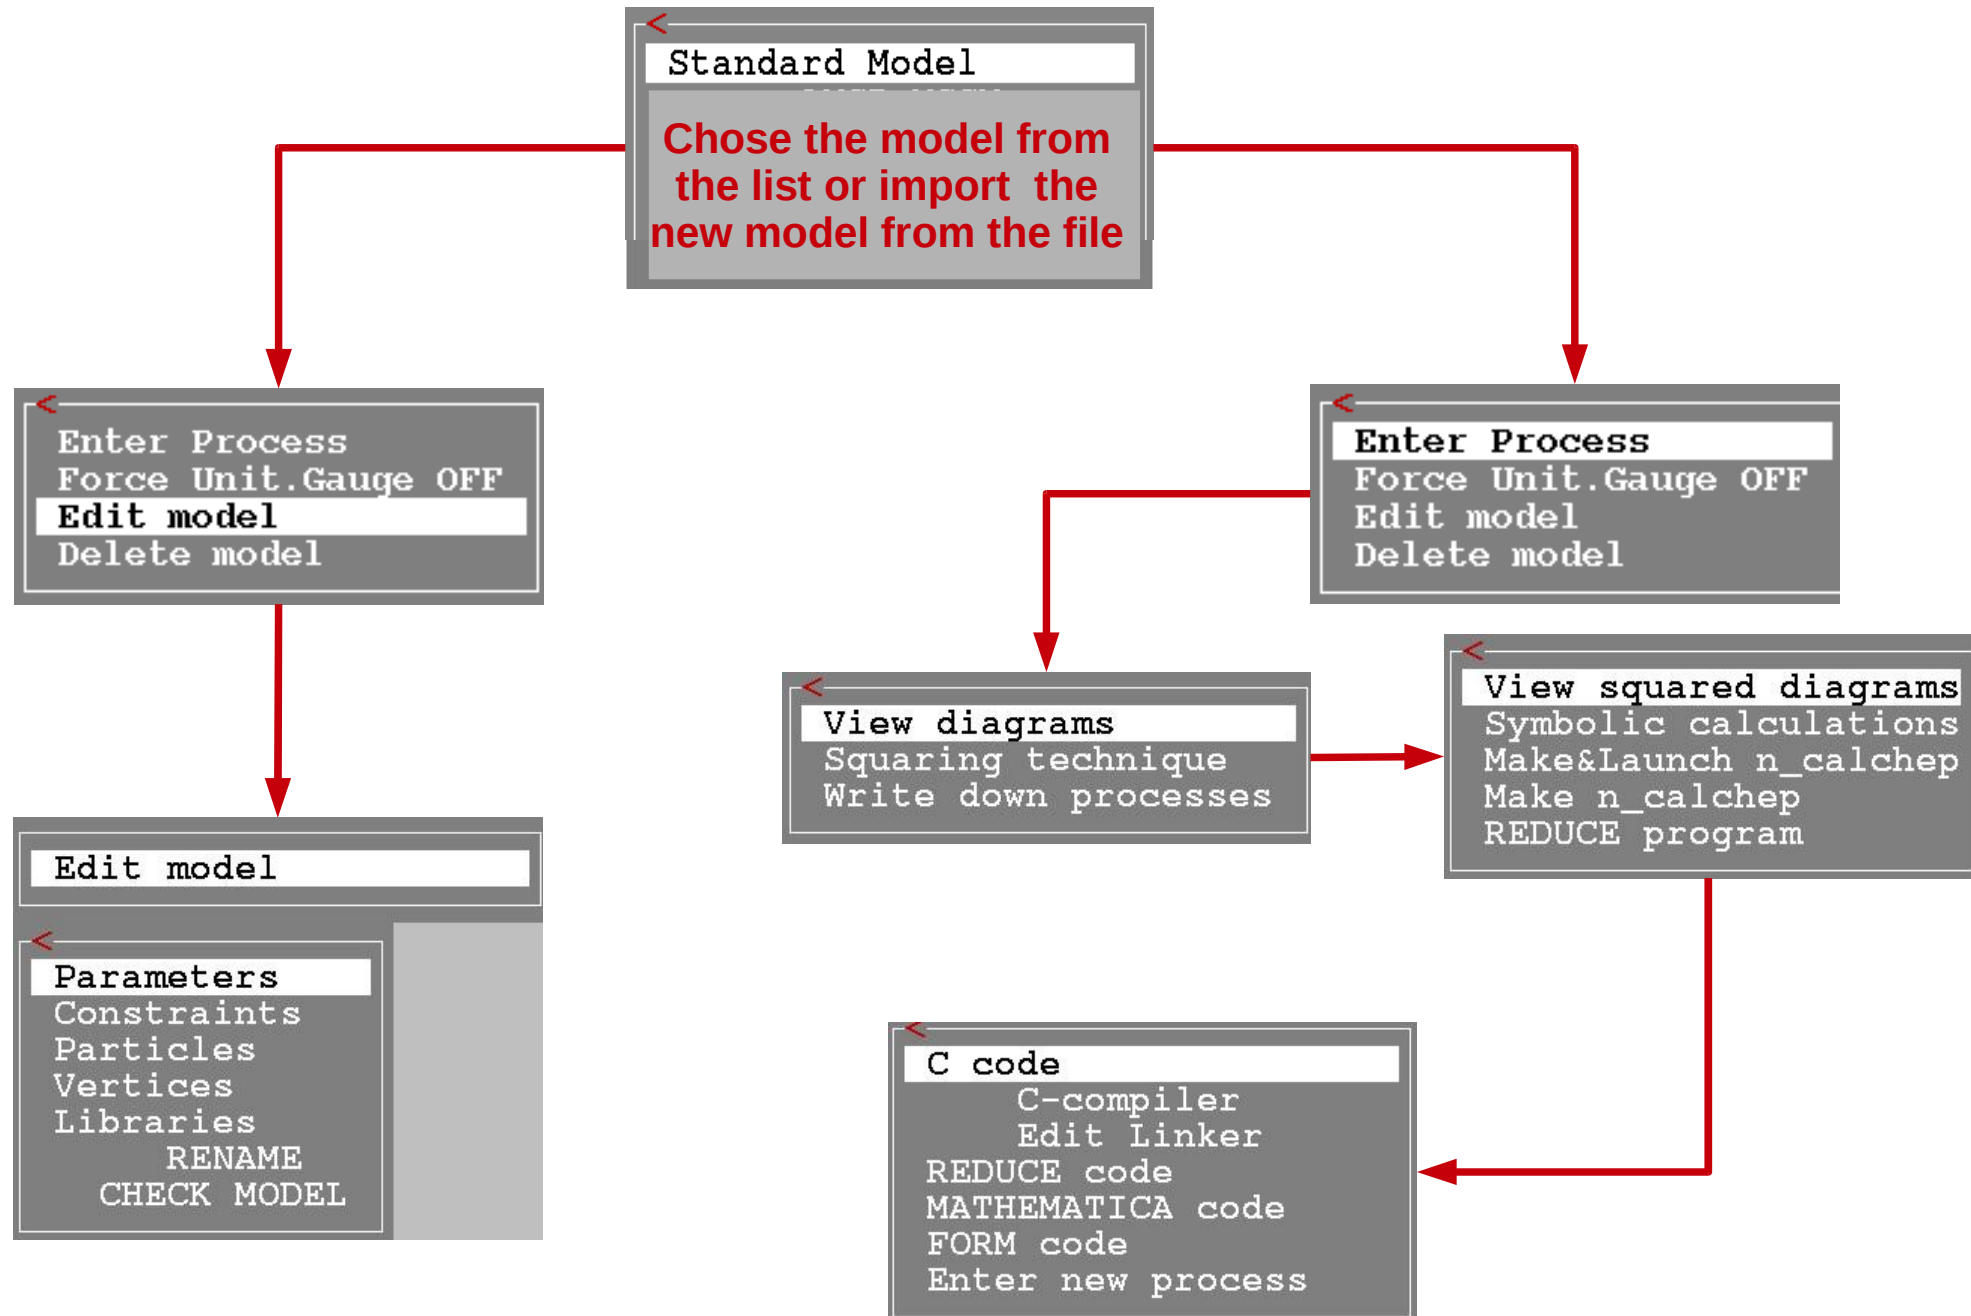 Standard Model
Chose the model from
the list or import the
new model from the file
Enter Process
Force Unit.Gauge OFF
Edit model
Delete model
Enter Process
Force Unit.Gauge OFF
Edit model
Delete model
View diagrams
Squaring technique
Write down processes
View squared diagrams
Symbolic calculations
Make&Launch n_calchep
Make n_calchep
REDUCE program
Edit model
Parameters
Constraints
Particles
Vertices
Libraries
RENAME
CHECK MODEL
C code
C-compiler
Edit Linker
REDUCE code
MATHEMATICA code
FORM code
Enter new process